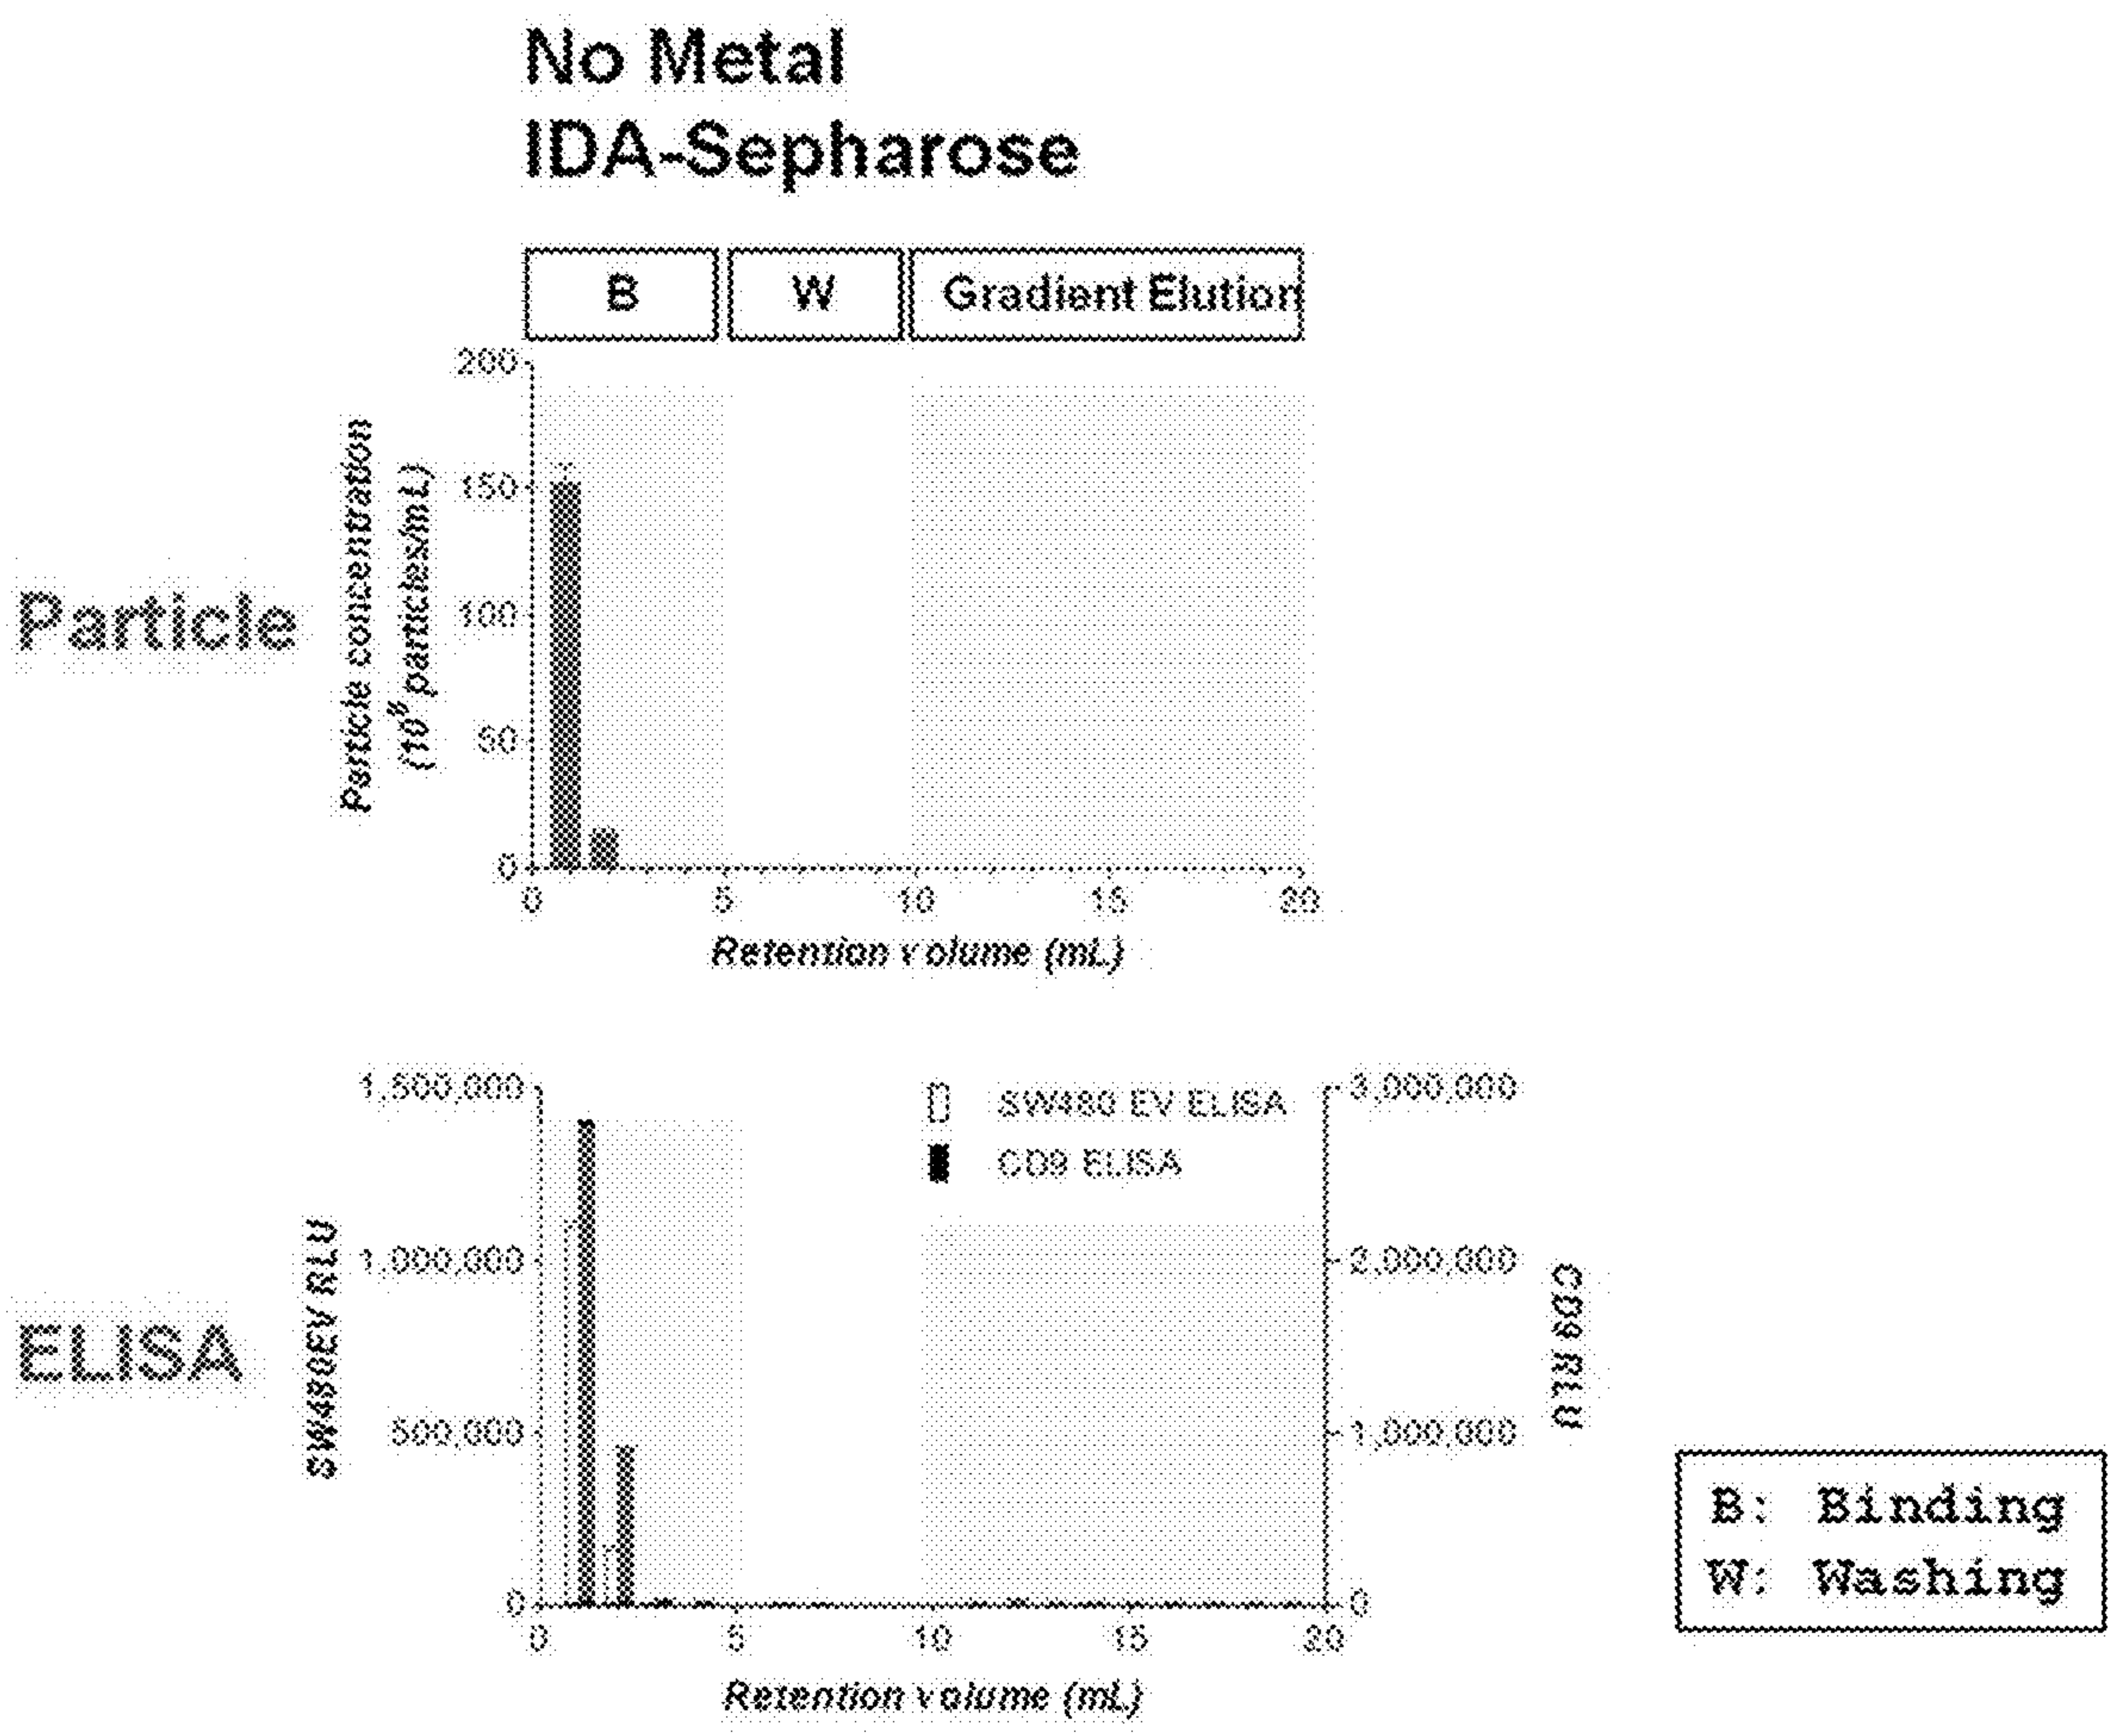 No Metal
IDA-Sepharose
B W Gradient Elution
Particle
Particle concentration
(10⁹ particles/mL)
200
150
100
50
0
0 5 10 15 20
Retention volume (mL)
ELISA
SW480EV RLU
1,500,000
1,000,000
500,000
0
SW480 EV ELISA
CD9 ELISA
3,000,000
2,000,000
1,000,000
0
CD9 RLU
0 5 10 15 20
Retention volume (mL)
B: Binding
W: Washing